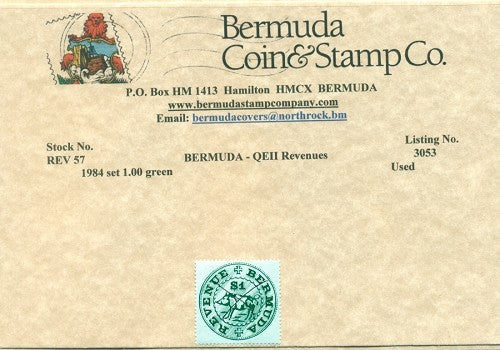 Bermuda
Coin & Stamp Co.
P.O. Box HM 1413 Hamilton HMCX BERMUDA
www.bermudastampcompany.com
Email: bermudacovers@northrock.bm
Stock No. Listing No.
REV 57 BERMUDA - QEII Revenues 3053
1984 set 1.00 green Used
REVENUE BERMUDA
$1